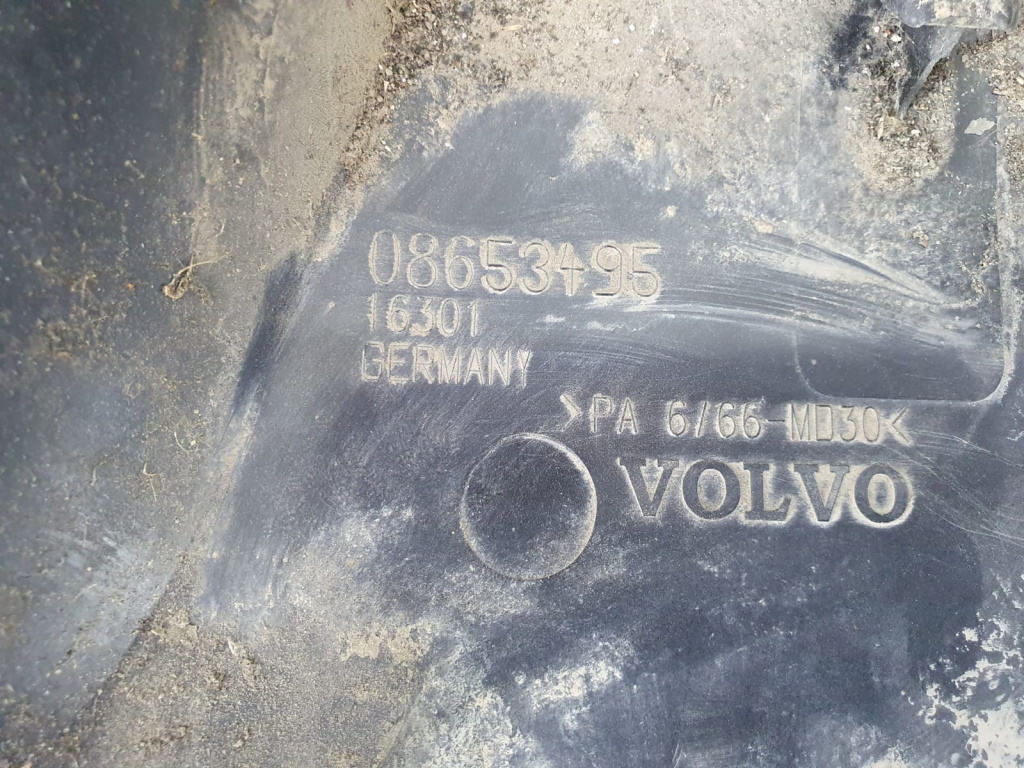 08653495
16301
GERMANY
>PA 6/66-MD30<
VOLVO